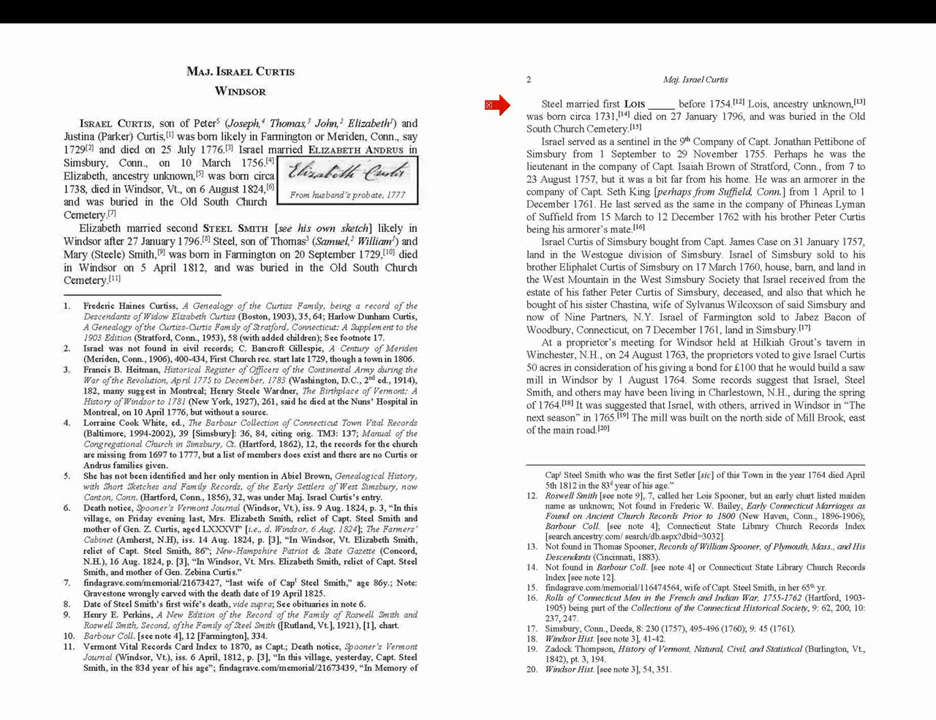 MAJ. ISRAEL CURTIS
WINDSOR
ISRAEL CURTIS, son of Peter⁵ (Joseph,⁴ Thomas,³ John,² Elizabeth¹) and
Justina (Parker) Curtis,[1] was born likely in Farmington or Meriden, Conn., say
1729[2] and died on 25 July 1776.[3] Israel married ELIZABETH ANDRUS in
Simsbury, Conn., on 10 March 1756.[4]
Elizabeth, ancestry unknown,[5] was born circa
1738, died in Windsor, Vt., on 6 August 1824,[6]
and was buried in the Old South Church
Cemetery.[7]
Elizabeth Curtis
From husband's probate, 1777
Elizabeth married second STEEL SMITH [see his own sketch] likely in
Windsor after 27 January 1796.[8] Steel, son of Thomas³ (Samuel,² William¹) and
Mary (Steele) Smith,[9] was born in Farmington on 20 September 1729,[10] died
in Windsor on 5 April 1812, and was buried in the Old South Church
Cemetery.[11]
1. Frederic Haines Curtiss, A Genealogy of the Curtiss Family, being a record of the
Descendants of Widow Elizabeth Curtiss (Boston, 1903), 35, 64; Harlow Dunham Curtis,
A Genealogy of the Curtiss-Curtis Family of Stratford, Connecticut: A Supplement to the
1903 Edition (Stratford, Conn., 1953), 58 (with added children); See footnote 17.
2. Israel was not found in civil records; C. Bancroft Gillespie, A Century of Meriden
(Meriden, Conn., 1906), 400-434, First Church rec. start late 1729, though a town in 1806.
3. Francis B. Heitman, Historical Register of Officers of the Continental Army during the
War of the Revolution, April 1775 to December, 1783 (Washington, D.C., 2ⁿᵈ ed., 1914),
182, many suggest in Montreal; Henry Steele Wardner, The Birthplace of Vermont: A
History of Windsor to 1781 (New York, 1927), 261, said he died at the Nuns' Hospital in
Montreal, on 10 April 1776, but without a source.
4. Lorraine Cook White, ed., The Barbour Collection of Connecticut Town Vital Records
(Baltimore, 1994-2002), 39 [Simsbury]: 36, 84, citing orig. TM3: 137; Manual of the
Congregational Church in Simsbury, Ct. (Hartford, 1862), 12, the records for the church
are missing from 1697 to 1777, but a list of members does exist and there are no Curtis or
Andrus families given.
5. She has not been identified and her only mention in Abiel Brown, Genealogical History,
with Short Sketches and Family Records, of the Early Settlers of West Simsbury, now
Canton, Conn. (Hartford, Conn., 1856), 32, was under Maj. Israel Curtis's entry.
6. Death notice, Spooner's Vermont Journal (Windsor, Vt.), iss. 9 Aug. 1824, p. 3, "In this
village, on Friday evening last, Mrs. Elizabeth Smith, relict of Capt. Steel Smith and
mother of Gen. Z. Curtis, aged LXXXVI" [i.e., d. Windsor, 6 Aug. 1824]; The Farmers'
Cabinet (Amherst, N.H), iss. 14 Aug. 1824, p. [3], "In Windsor, Vt. Elizabeth Smith,
relict of Capt. Steel Smith, 86"; New-Hampshire Patriot & State Gazette (Concord,
N.H.), 16 Aug. 1824, p. [3], "In Windsor, Vt. Mrs. Elizabeth Smith, relict of Capt. Steel
Smith, and mother of Gen. Zebina Curtis."
7. findagrave.com/memorial/21673427, "last wife of Capᵗ Steel Smith," age 86y.; Note:
Gravestone wrongly carved with the death date of 19 April 1825.
8. Date of Steel Smith's first wife's death, vide supra; See obituaries in note 6.
9. Henry E. Perkins, A New Edition of the Record of the Family of Roswell Smith and
Roswell Smith, Second, of the Family of Steel Smith ([Rutland, Vt.], 1921), [1], chart.
10. Barbour Coll. [see note 4], 12 [Farmington], 334.
11. Vermont Vital Records Card Index to 1870, as Capt.; Death notice, Spooner's Vermont
Journal (Windsor, Vt.), iss. 6 April, 1812, p. [3], "In this village, yesterday, Capt. Steel
Smith, in the 83d year of his age"; findagrave.com/memorial/21673439, "In Memory of
2 Maj. Israel Curtis
Steel married first LOIS _____ before 1754.[12] Lois, ancestry unknown,[13]
was born circa 1731,[14] died on 27 January 1796, and was buried in the Old
South Church Cemetery.[15]
Israel served as a sentinel in the 9ᵗʰ Company of Capt. Jonathan Pettibone of
Simsbury from 1 September to 29 November 1755. Perhaps he was the
lieutenant in the company of Capt. Isaiah Brown of Stratford, Conn., from 7 to
23 August 1757, but it was a bit far from his home. He was an armorer in the
company of Capt. Seth King [perhaps from Suffield, Conn.] from 1 April to 1
December 1761. He last served as the same in the company of Phineas Lyman
of Suffield from 15 March to 12 December 1762 with his brother Peter Curtis
being his armorer's mate.[16]
Israel Curtis of Simsbury bought from Capt. James Case on 31 January 1757,
land in the Westogue division of Simsbury. Israel of Simsbury sold to his
brother Eliphalet Curtis of Simsbury on 17 March 1760, house, barn, and land in
the West Mountain in the West Simsbury Society that Israel received from the
estate of his father Peter Curtis of Simsbury, deceased, and also that which he
bought of his sister Chastina, wife of Sylvanus Wilcoxson of said Simsbury and
now of Nine Partners, N.Y. Israel of Farmington sold to Jabez Bacon of
Woodbury, Connecticut, on 7 December 1761, land in Simsbury.[17]
At a proprietor's meeting for Windsor held at Hilkiah Grout's tavern in
Winchester, N.H., on 24 August 1763, the proprietors voted to give Israel Curtis
50 acres in consideration of his giving a bond for £100 that he would build a saw
mill in Windsor by 1 August 1764. Some records suggest that Israel, Steel
Smith, and others may have been living in Charlestown, N.H., during the spring
of 1764.[18] It was suggested that Israel, with others, arrived in Windsor in "The
next season" in 1765.[19] The mill was built on the north side of Mill Brook, east
of the main road.[20]
Capᵗ Steel Smith who was the first Setler [sic] of this Town in the year 1764 died April
5th 1812 in the 83ᵈ year of his age."
12. Roswell Smith [see note 9], 7, called her Lois Spooner, but an early chart listed maiden
name as unknown; Not found in Frederic W. Bailey, Early Connecticut Marriages as
Found on Ancient Church Records Prior to 1800 (New Haven, Conn., 1896-1906);
Barbour Coll. [see note 4]; Connecticut State Library Church Records Index
[search.ancestry.com/ search/db.aspx?dbid=3032].
13. Not found in Thomas Spooner, Records of William Spooner, of Plymouth, Mass., and His
Descendants (Cincinnati, 1883).
14. Not found in Barbour Coll. [see note 4] or Connecticut State Library Church Records
Index [see note 12].
15. findagrave.com/memorial/116474564, wife of Capt. Steel Smith, in her 65ᵗʰ yr.
16. Rolls of Connecticut Men in the French and Indian War, 1755-1762 (Hartford, 1903-
1905) being part of the Collections of the Connecticut Historical Society, 9: 62, 200, 10:
237, 247.
17. Simsbury, Conn., Deeds, 8: 230 (1757), 495-496 (1760); 9: 45 (1761).
18. Windsor Hist. [see note 3], 41-42.
19. Zadock Thompson, History of Vermont, Natural, Civil, and Statistical (Burlington, Vt.,
1842), pt. 3, 194.
20. Windsor Hist. [see note 3], 54, 351.